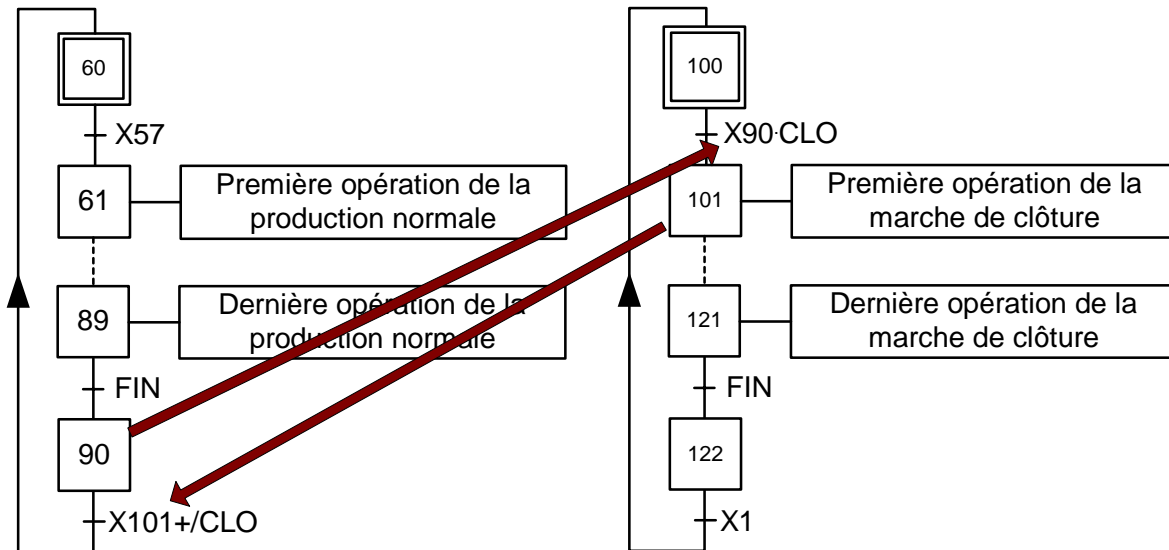 60
X57
61
Première opération de la
production normale
89
Dernière opération de la
production normale
FIN
90
X101+/CLO
100
X90·CLO
101
Première opération de la
marche de clôture
121
Dernière opération de la
marche de clôture
FIN
122
X1